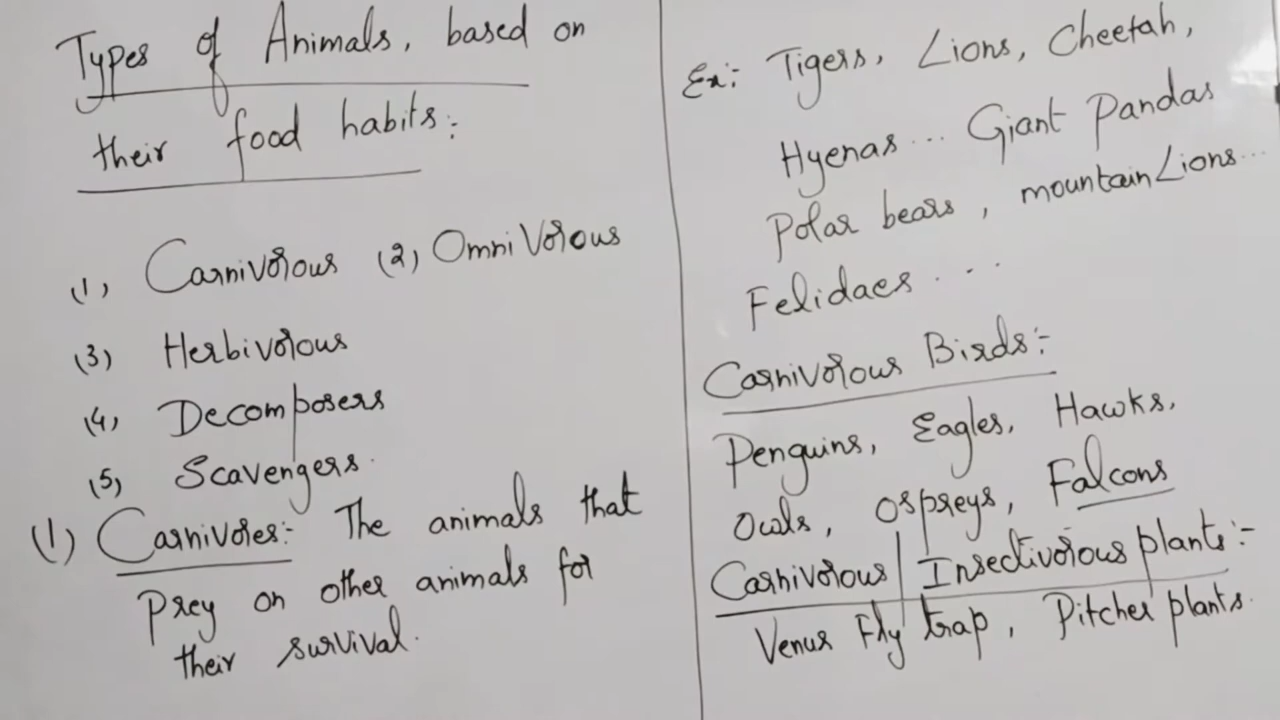 Types of Animals, based on
their food habits:
(1) Carnivorous (2) Omnivorous
(3) Herbivorous
(4) Decomposers
(5) Scavengers.
(1) Carnivores:- The animals that
Prey on other animals for
their survival.
Ex:- Tigers, Lions, Cheetah,
Hyenas... Giant Pandas
Polar bears, mountain Lions...
Felidaes...
Carnivorous Birds:-
Penguins, Eagles, Hawks,
Owls, Ospreys, Falcons
Carnivorous | Insectivorous plants:-
Venus Fly trap, Pitcher plants.